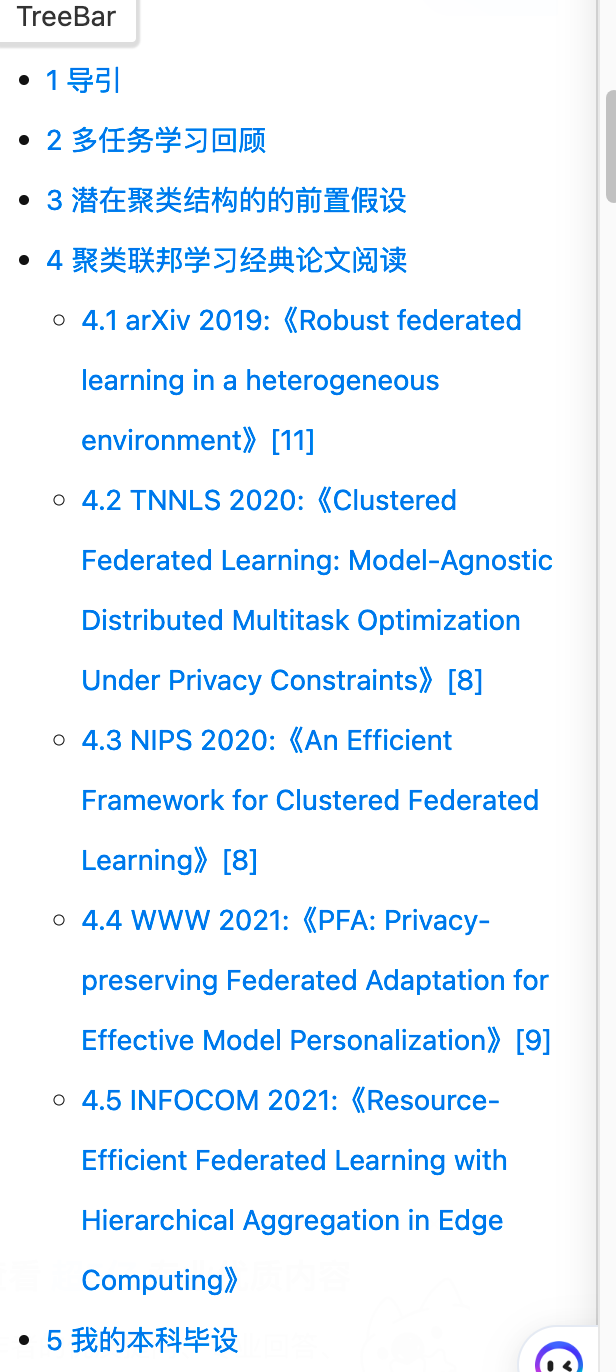 TreeBar
1 导引
2 多任务学习回顾
3 潜在聚类结构的的前置假设
4 聚类联邦学习经典论文阅读
4.1 arXiv 2019:《Robust federated
learning in a heterogeneous
environment》[11]
4.2 TNNLS 2020:《Clustered
Federated Learning: Model-Agnostic
Distributed Multitask Optimization
Under Privacy Constraints》[8]
4.3 NIPS 2020:《An Efficient
Framework for Clustered Federated
Learning》[8]
4.4 WWW 2021:《PFA: Privacy-
preserving Federated Adaptation for
Effective Model Personalization》[9]
4.5 INFOCOM 2021:《Resource-
Efficient Federated Learning with
Hierarchical Aggregation in Edge
Computing》
5 我的本科毕设